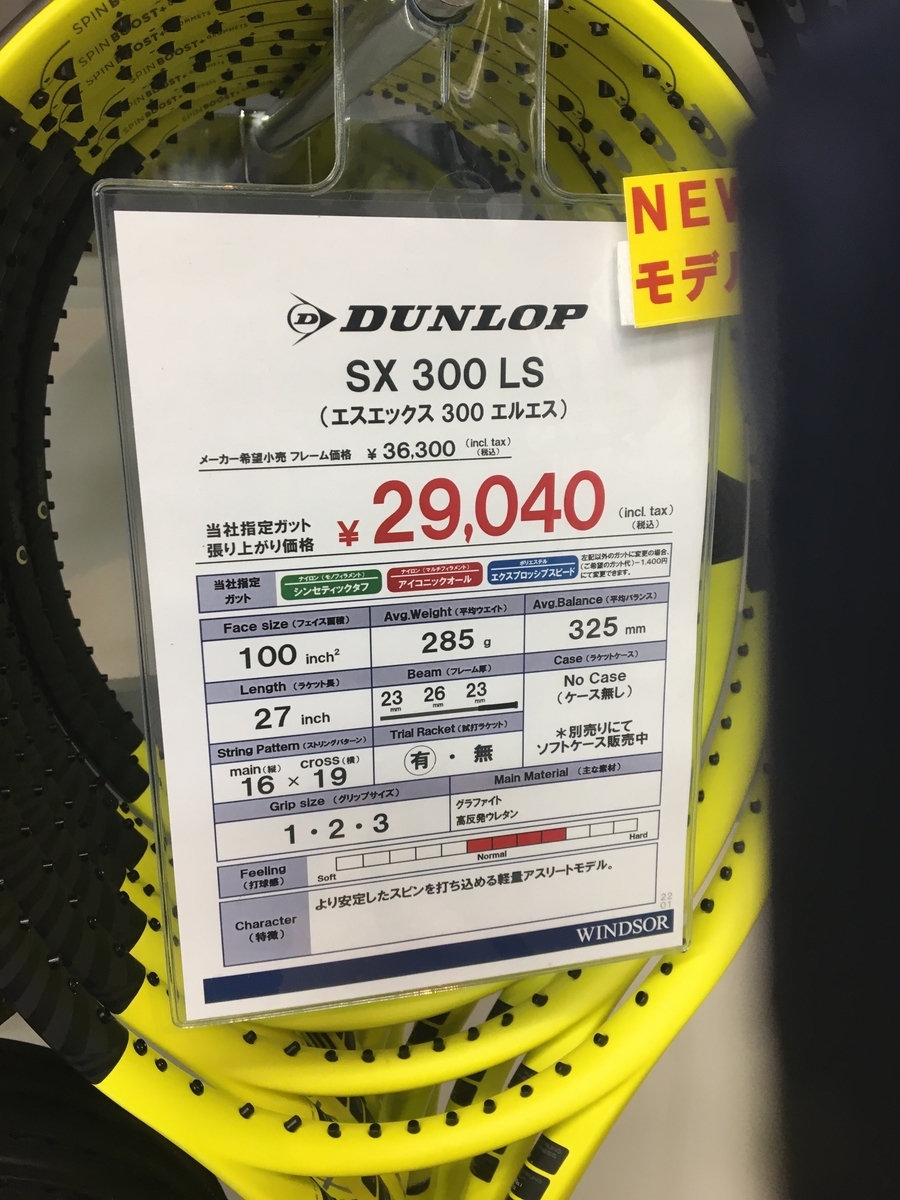 SPINBOOST+ GROMMETS
SPINBOOST+
SPINBOOST+
NEW
モデル
DUNLOP
SX 300 LS
(エスエックス 300 エルエス)
メーカー希望小売 フレーム価格 ¥ 36,300 (incl. tax) (税込)
当社指定ガット
張り上がり価格 ¥ 29,040 (incl. tax) (税込)
当社指定
ガット
ナイロン(モノフィラメント)
シンセティックタフ
ナイロン(マルチフィラメント)
アイコニックオール
ポリエステル
エクスプロッシブスピード
左記以外のガットに変更の場合、
(ご希望のガット代)−1,400円
にて変更できます。
Face size (フェイス面積)
100 inch²
Avg.Weight (平均ウエイト)
285 g
Avg.Balance (平均バランス)
325 mm
Length (ラケット長)
27 inch
Beam (フレーム厚)
23 mm 26 mm 23 mm
Case (ラケットケース)
No Case
(ケース無し)
*別売りにて
ソフトケース販売中
String Pattern (ストリングパターン)
main(縦) cross(横)
16 × 19
Trial Racket (試打ラケット)
有・無
Grip size (グリップサイズ)
1・2・3
Main Material (主な素材)
グラファイト
高反発ウレタン
Feeling
(打球感)
Soft Normal Hard
Character
(特徴)
より安定したスピンを打ち込める軽量アスリートモデル。
22
01
WINDSOR